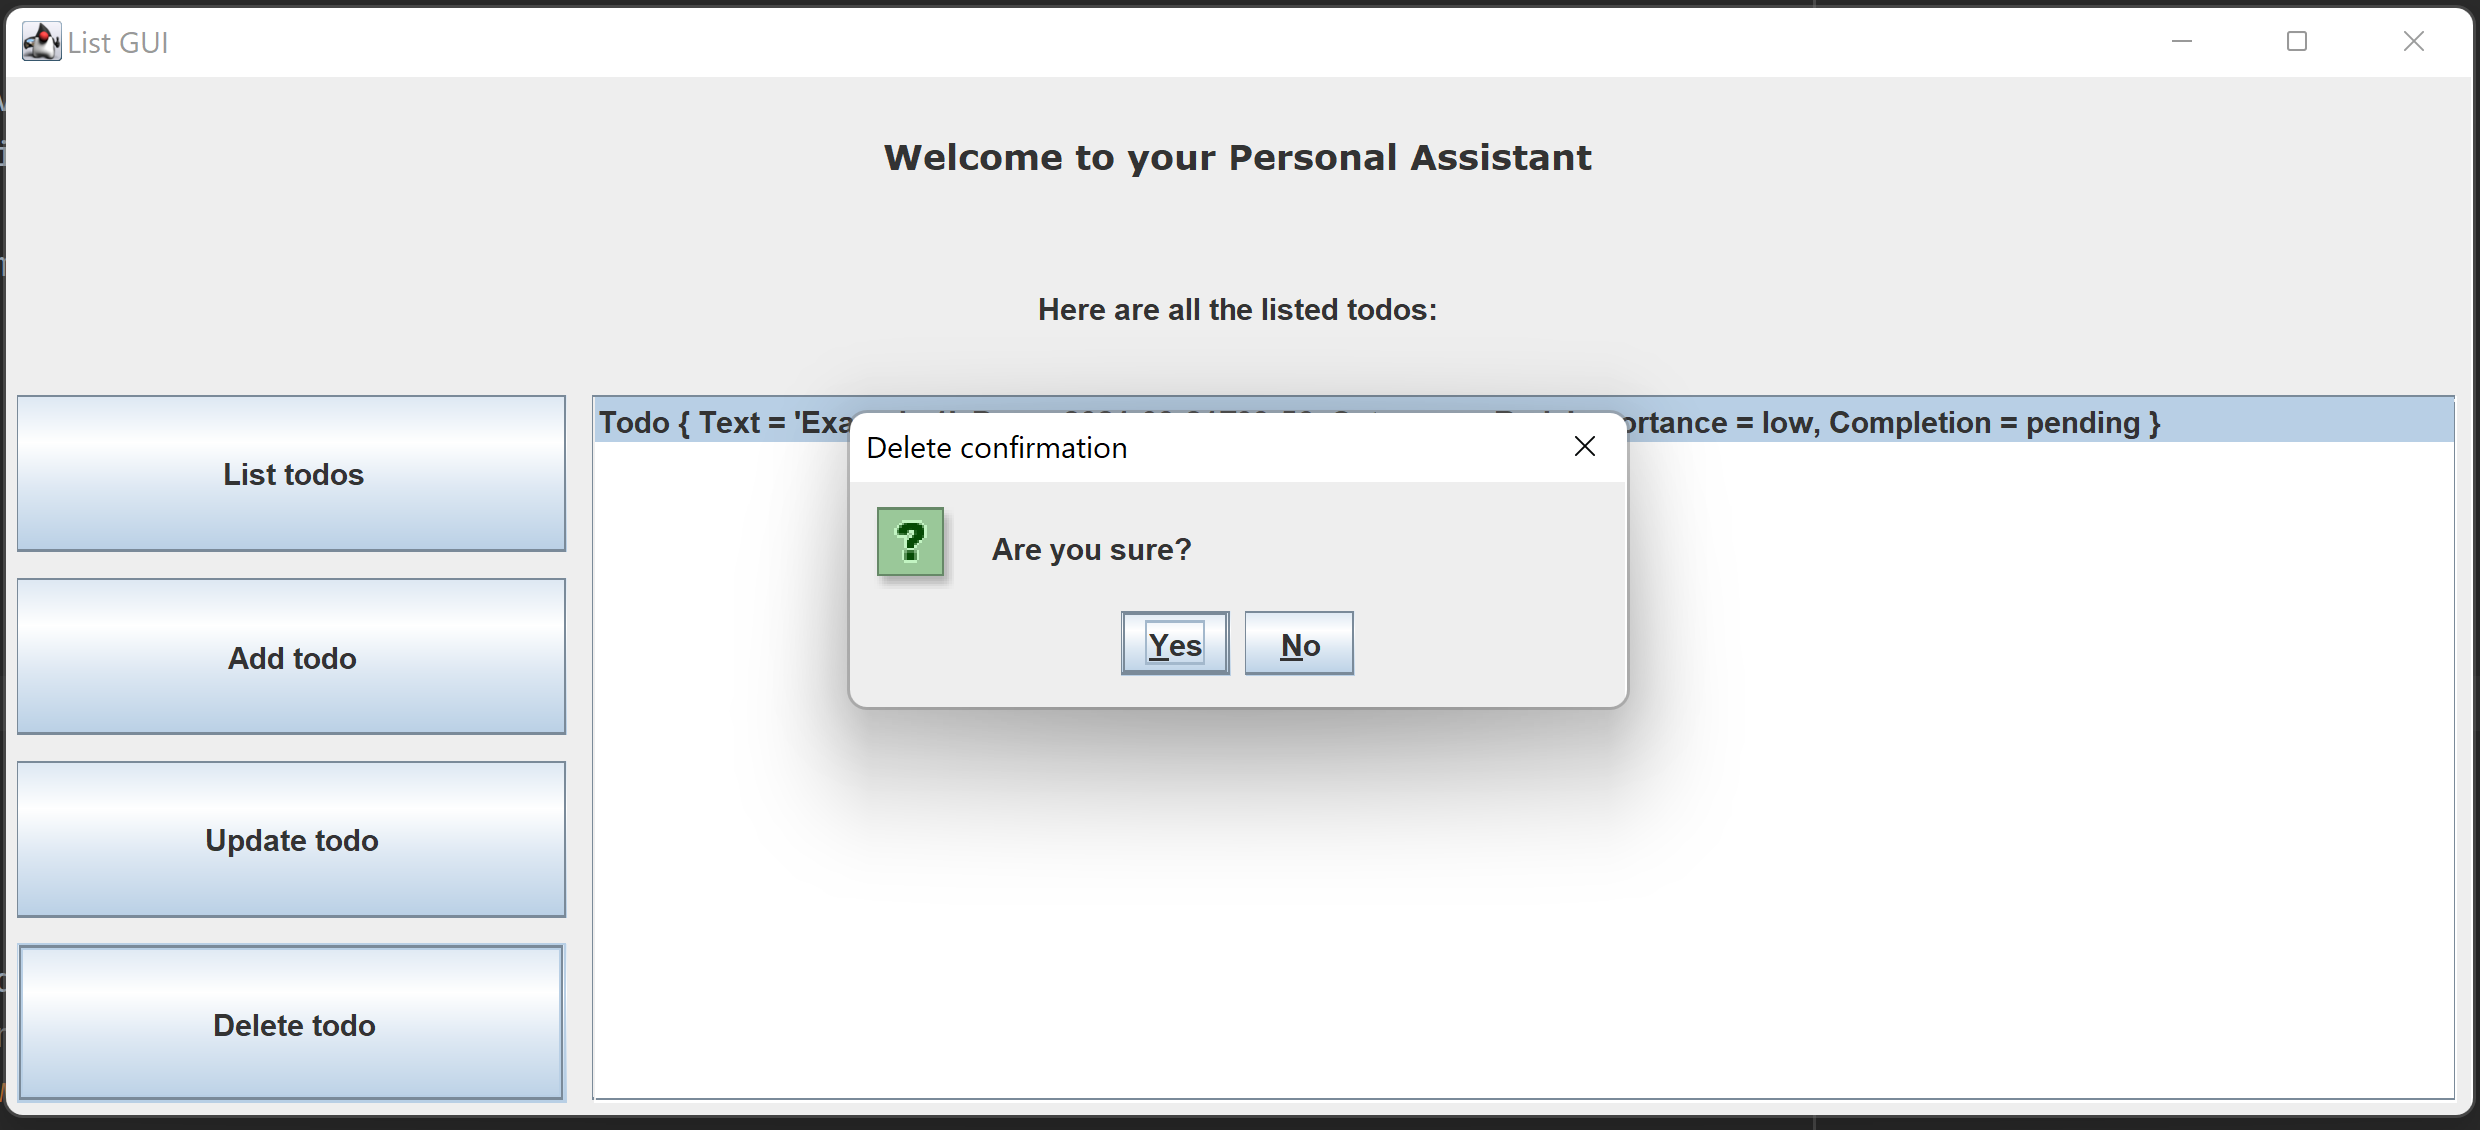 List GUI
Welcome to your Personal Assistant
Here are all the listed todos:
List todos
Add todo
Update todo
Delete todo
Todo { Text = 'Exa ortance = low, Completion = pending }
Delete confirmation
Are you sure?
Yes
No